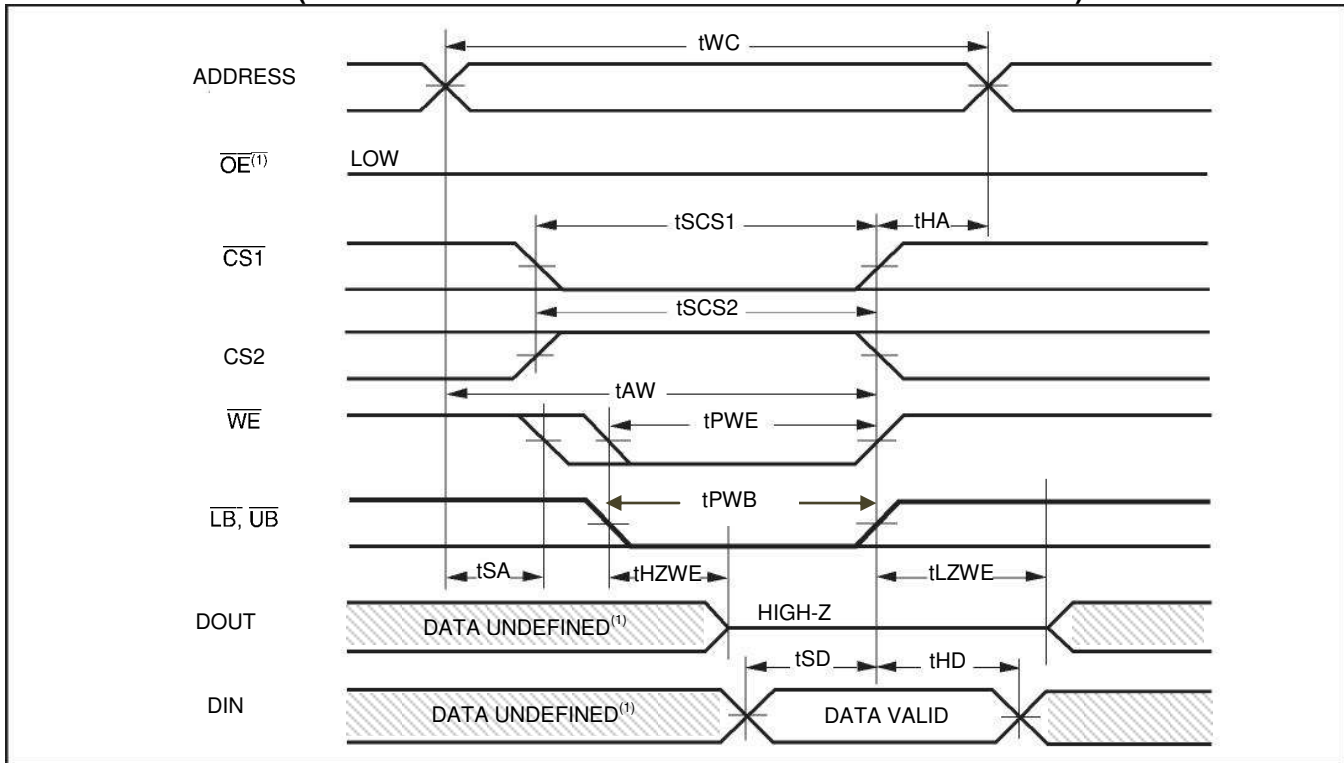 tWC
ADDRESS
OE(1) LOW
tSCS1 tHA
CS1
tSCS2
CS2
tAW
WE
tPWE
LB, UB
tPWB
tSA tHZWE tLZWE
DOUT DATA UNDEFINED(1) HIGH-Z
tSD tHD
DIN DATA UNDEFINED(1) DATA VALID